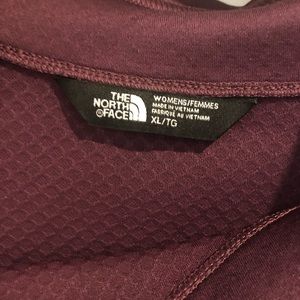 THE
NORTH
FACE
WOMENS/FEMMES
MADE IN VIETNAM
FABRIQUÉ AU VIETNAM
XL/TG